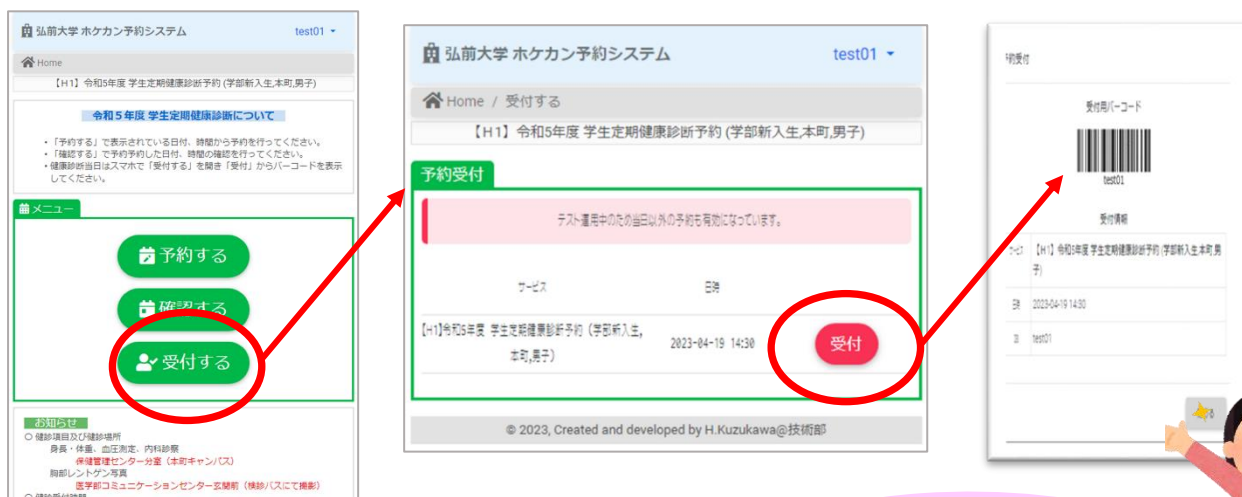 弘前大学 ホケカン予約システム
test01
Home
【H1】令和5年度 学生定期健康診断予約 (学部新入生,本町,男子)
令和５年度 学生定期健康診断について
・「予約する」で表示されている日付、時間から予約を行ってください。
・「確認する」で予約予約した日付、時間の確認を行ってください。
・健康診断当日はスマホで「受付する」を開き「受付」からバーコードを表示
してください。
メニュー
予約する
確認する
受付する
お知らせ
○ 健診項目及び健診場所
身長・体重、血圧測定、内科診察
保健管理センター分室（本町キャンパス）
胸部レントゲン写真
医学部コミュニケーションセンター玄関前（検診バスにて撮影）
○ 健診受付時間
弘前大学 ホケカン予約システム
test01
Home / 受付する
【H1】令和5年度 学生定期健康診断予約 (学部新入生,本町,男子)
予約受付
テスト運用中のため当日以外の予約も有効になっています。
サービス 日時
【H1】令和5年度 学生定期健康診断予約（学部新入生,
本町,男子）
2023-04-19 14:30
受付
© 2023, Created and developed by H.Kuzukawa@技術部
予約受付
受付用バーコード
test01
受付情報
サービス 【H1】令和5年度 学生定期健康診断予約 (学部新入生,本町,男
子)
日時 2023-04-19 14:30
ID test01